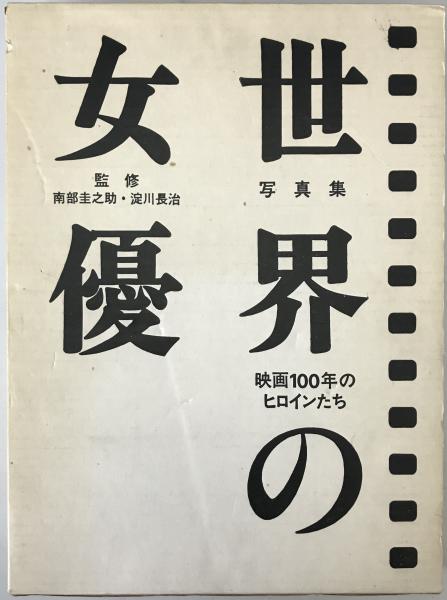 世界の
写真集
映画100年の
ヒロインたち
女優
監修
南部圭之助・淀川長治